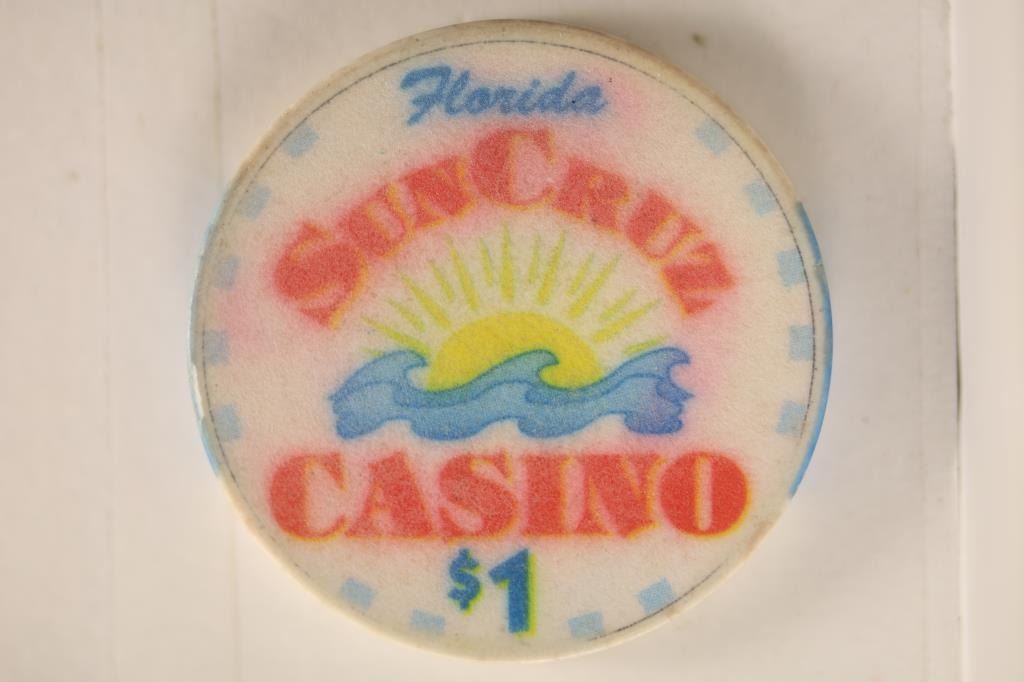 Florida
SUNCRUZ
CASINO
$1